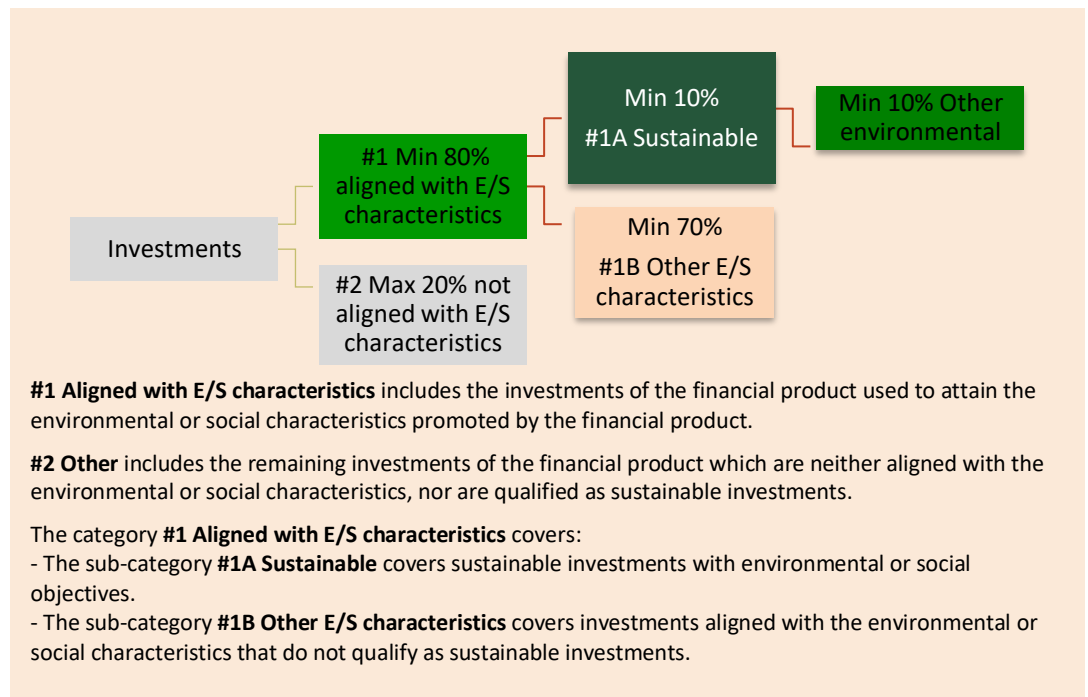 Min 10%
#1A Sustainable
Min 10% Other
environmental
#1 Min 80%
aligned with E/S
characteristics
Min 70%
#1B Other E/S
characteristics
Investments
#2 Max 20% not
aligned with E/S
characteristics
#1 Aligned with E/S characteristics includes the investments of the financial product used to attain the
environmental or social characteristics promoted by the financial product.
#2 Other includes the remaining investments of the financial product which are neither aligned with the
environmental or social characteristics, nor are qualified as sustainable investments.
The category #1 Aligned with E/S characteristics covers:
- The sub-category #1A Sustainable covers sustainable investments with environmental or social
objectives.
- The sub-category #1B Other E/S characteristics covers investments aligned with the environmental or
social characteristics that do not qualify as sustainable investments.